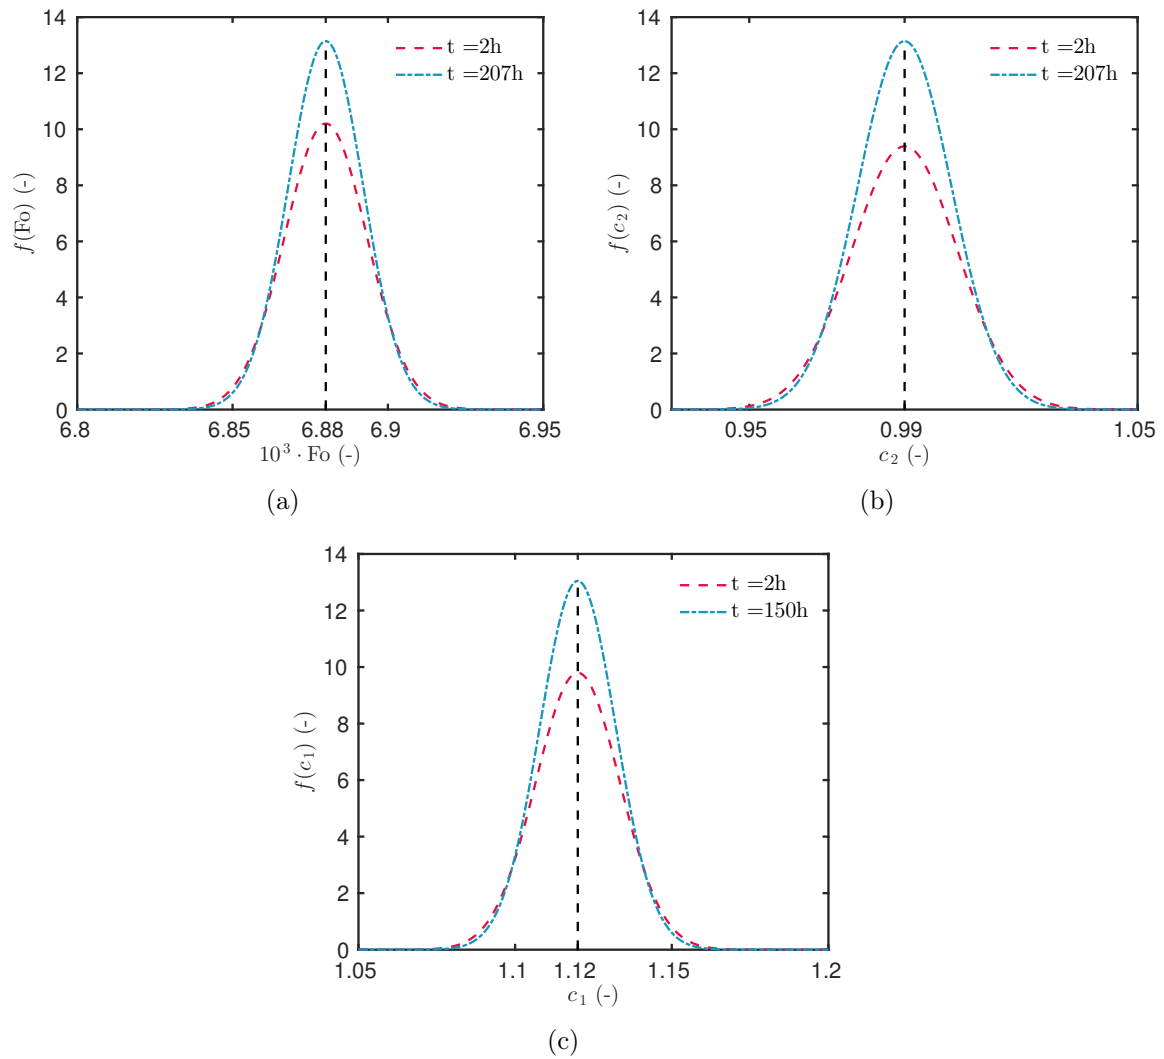 f(Fo) (-)
14
12
10
8
6
4
2
0
t =2h
t =207h
6.8
6.85
6.88
6.9
6.95
10³ · Fo (-)
(a)
f(c₂) (-)
14
12
10
8
6
4
2
0
t =2h
t =207h
0.95
0.99
1.05
c₂ (-)
(b)
f(c₁) (-)
14
12
10
8
6
4
2
0
t =2h
t =150h
1.05
1.1
1.12
1.15
1.2
c₁ (-)
(c)